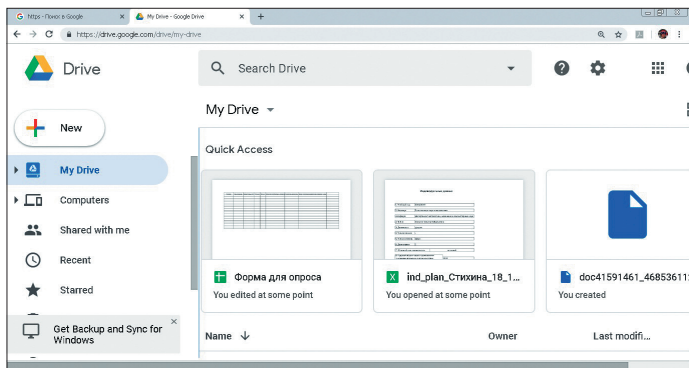 https - Поиск в Google
My Drive - Google Drive
https://drive.google.com/drive/my-drive
Drive
Search Drive
New
My Drive
My Drive
Computers
Shared with me
Recent
Starred
Get Backup and Sync for
Windows
Quick Access
Форма для опроса
You edited at some point
ind_plan_Стихина_18_1...
You opened at some point
doc41591461_46853611
You created
Name
Owner
Last modifi...